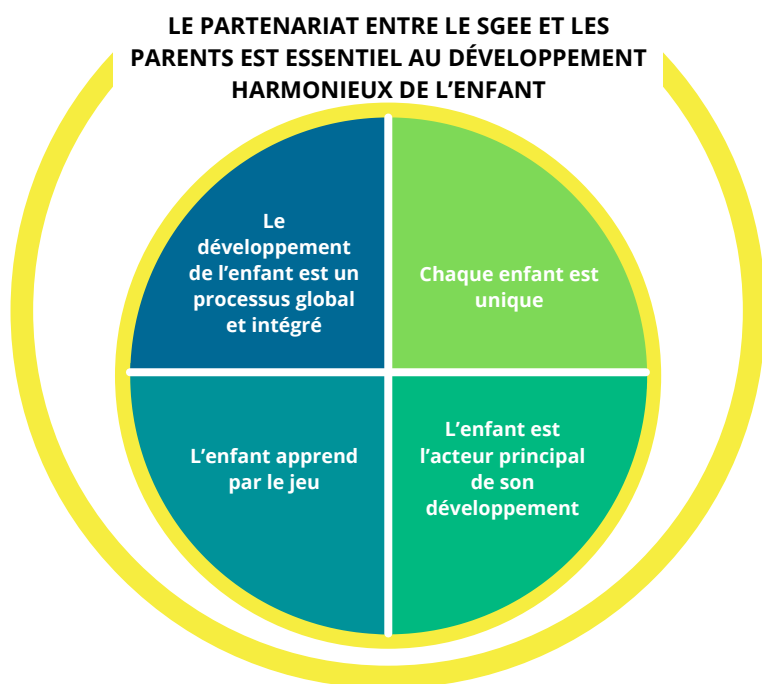 LE PARTENARIAT ENTRE LE SGEE ET LES
PARENTS EST ESSENTIEL AU DÉVELOPPEMENT
HARMONIEUX DE L’ENFANT
Le
développement
de l’enfant est un
processus global
et intégré
Chaque enfant est
unique
L’enfant apprend
par le jeu
L’enfant est
l’acteur principal
de son
développement